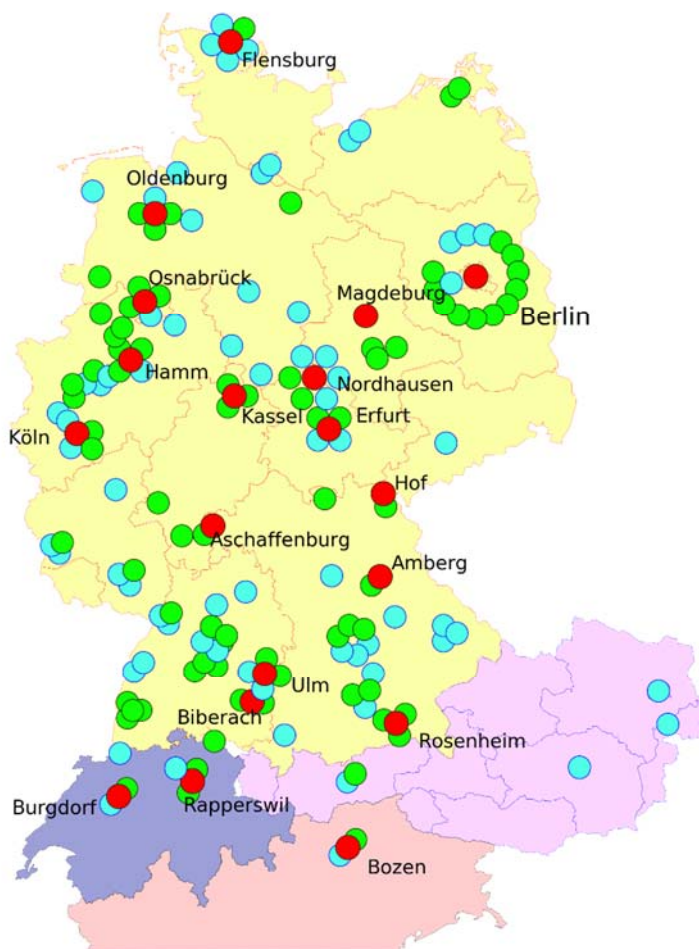 Flensburg
Oldenburg
Osnabrück
Magdeburg
Berlin
Hamm
Nordhausen
Kassel
Erfurt
Köln
Hof
Aschaffenburg
Amberg
Ulm
Biberach
Rosenheim
Burgdorf
Rapperswil
Bozen